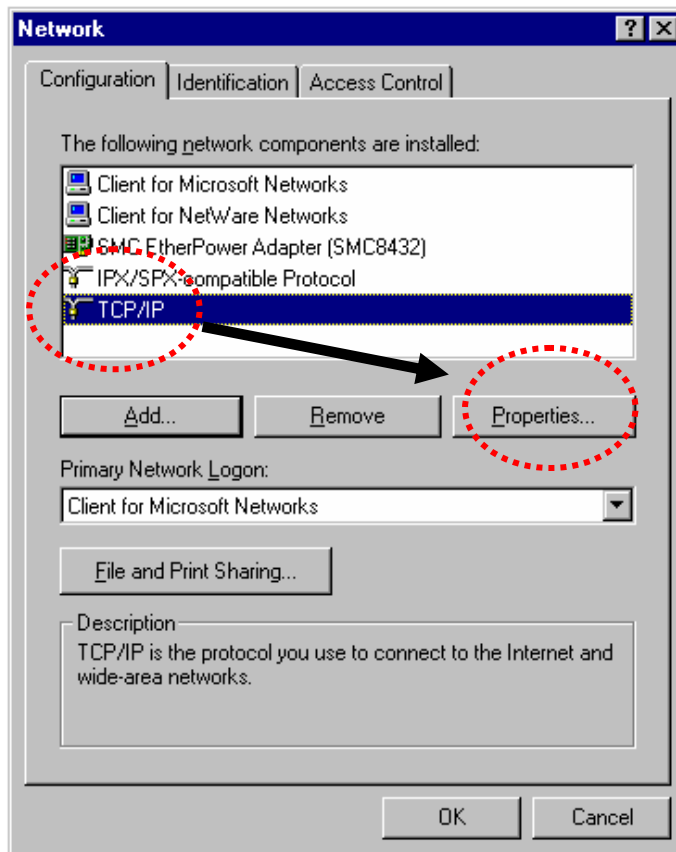 Network
Configuration Identification Access Control
The following network components are installed:
Client for Microsoft Networks
Client for NetWare Networks
SMC EtherPower Adapter (SMC8432)
IPX/SPX-compatible Protocol
TCP/IP
Add... Remove Properties...
Primary Network Logon:
Client for Microsoft Networks
File and Print Sharing...
Description
TCP/IP is the protocol you use to connect to the Internet and
wide-area networks.
OK Cancel